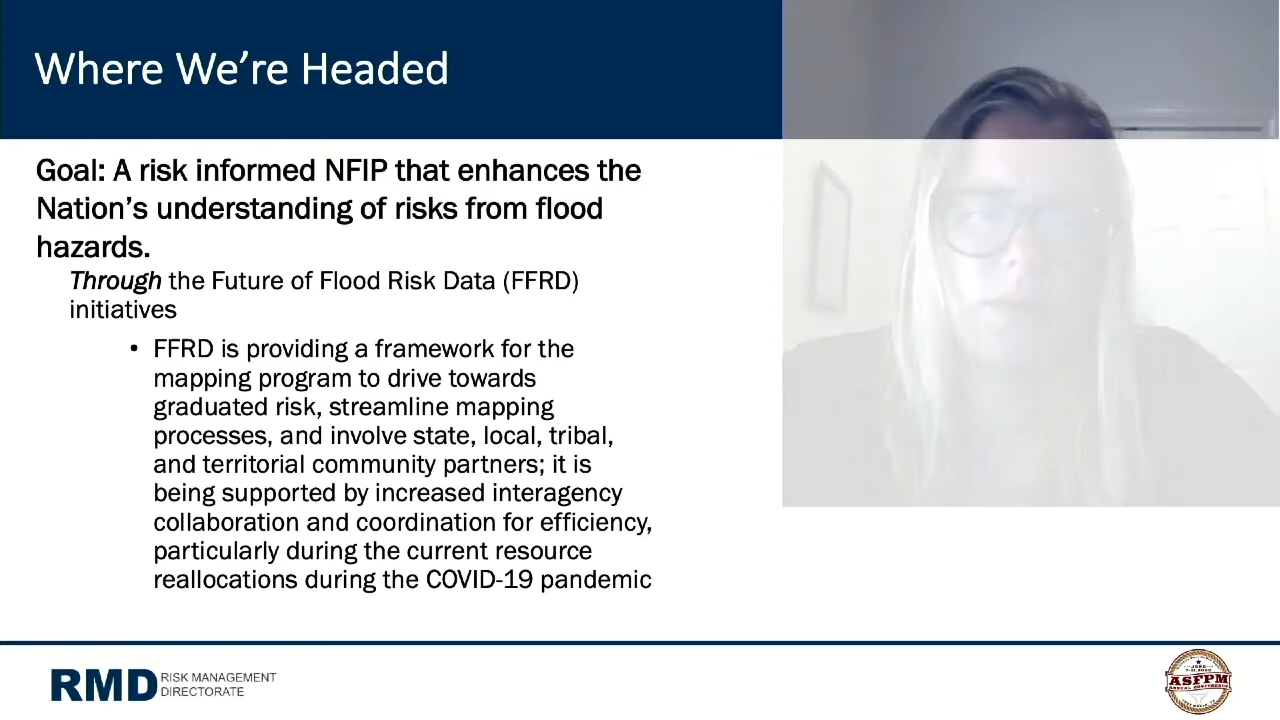 Where We're Headed
Goal: A risk informed NFIP that enhances the
Nation's understanding of risks from flood
hazards.
Through the Future of Flood Risk Data (FFRD)
initiatives
• FFRD is providing a framework for the
mapping program to drive towards
graduated risk, streamline mapping
processes, and involve state, local, tribal,
and territorial community partners; it is
being supported by increased interagency
collaboration and coordination for efficiency,
particularly during the current resource
reallocations during the COVID-19 pandemic
RMD RISK MANAGEMENT
DIRECTORATE
JUNE
ASFPM
ANNUAL CONFERENCE